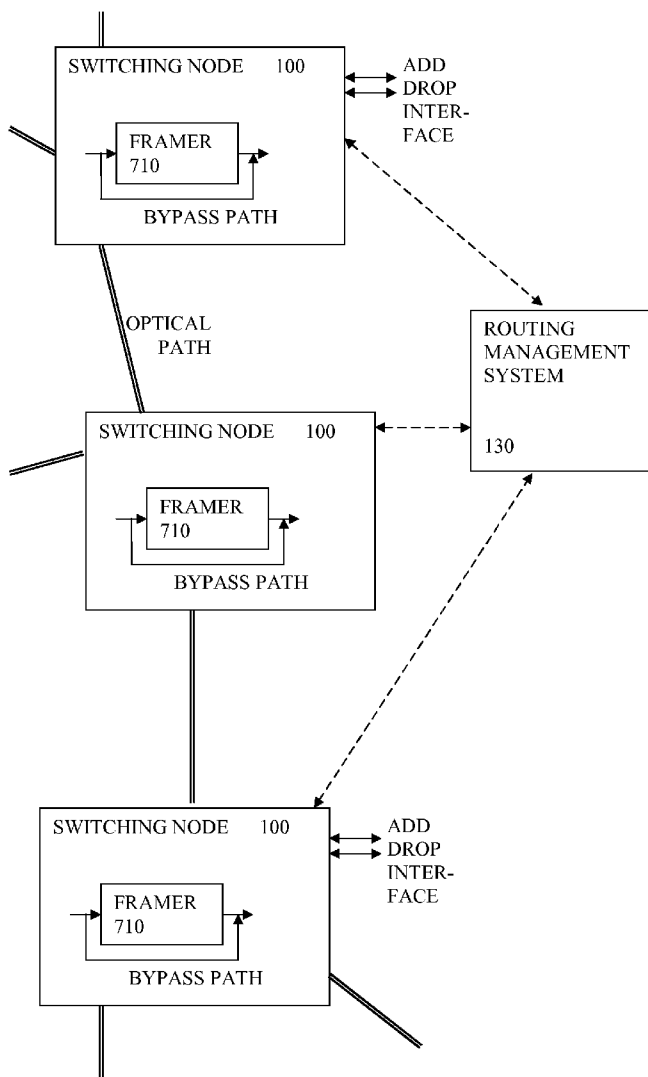 SWITCHING NODE 100
ADD
DROP
INTER-
FACE
FRAMER
710
BYPASS PATH
OPTICAL
PATH
ROUTING
MANAGEMENT
SYSTEM
130
SWITCHING NODE 100
FRAMER
710
BYPASS PATH
SWITCHING NODE 100
ADD
DROP
INTER-
FACE
FRAMER
710
BYPASS PATH